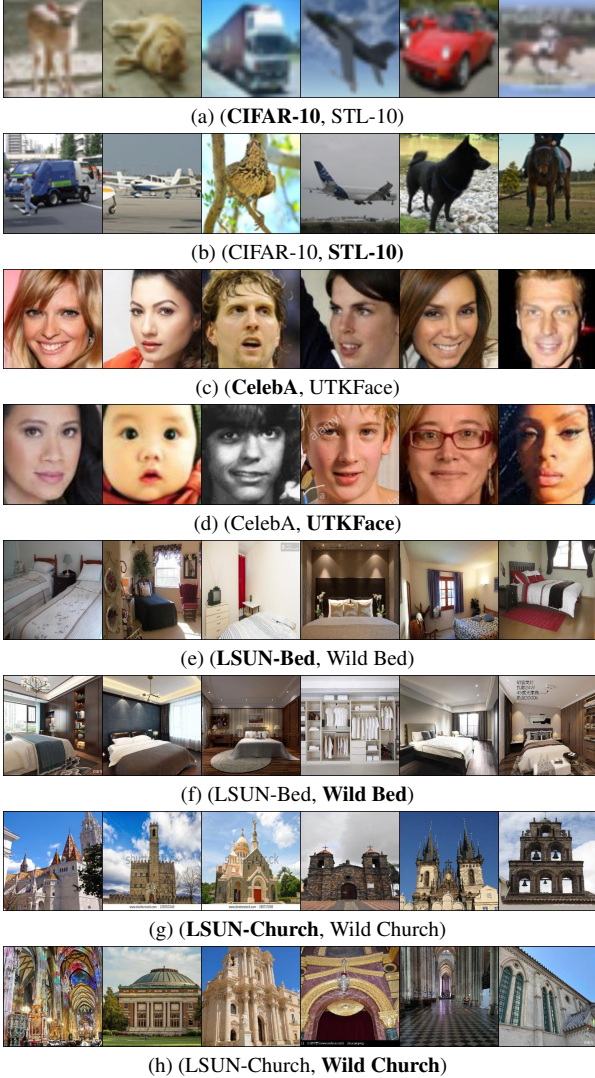 (a) (CIFAR-10, STL-10)
(b) (CIFAR-10, STL-10)
(c) (CelebA, UTKFace)
(d) (CelebA, UTKFace)
(e) (LSUN-Bed, Wild Bed)
(f) (LSUN-Bed, Wild Bed)
(g) (LSUN-Church, Wild Church)
(h) (LSUN-Church, Wild Church)